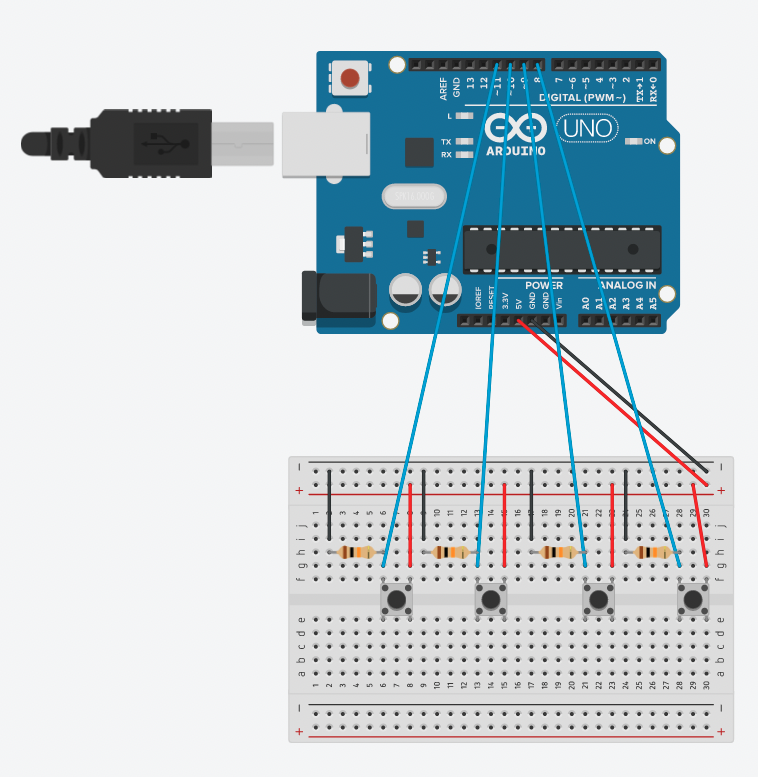 AREF
GND
13
12
~11
~10
~9
8
7
~6
~5
4
~3
2
TX→1
RX←0
DIGITAL (PWM~)
L
TX
RX
ARDUINO
UNO
ON
POWER
ANALOG IN
IOREF
RESET
3.3V
5V
GND
GND
Vin
A0
A1
A2
A3
A4
A5
− −
+ +
1 2 3 4 5 6 7 8 9 10 11 12 13 14 15 16 17 18 19 20 21 22 23 24 25 26 27 28 29 30
j j
i i
h h
g g
f f
e e
d d
c c
b b
a a
1 2 3 4 5 6 7 8 9 10 11 12 13 14 15 16 17 18 19 20 21 22 23 24 25 26 27 28 29 30
− −
+ +